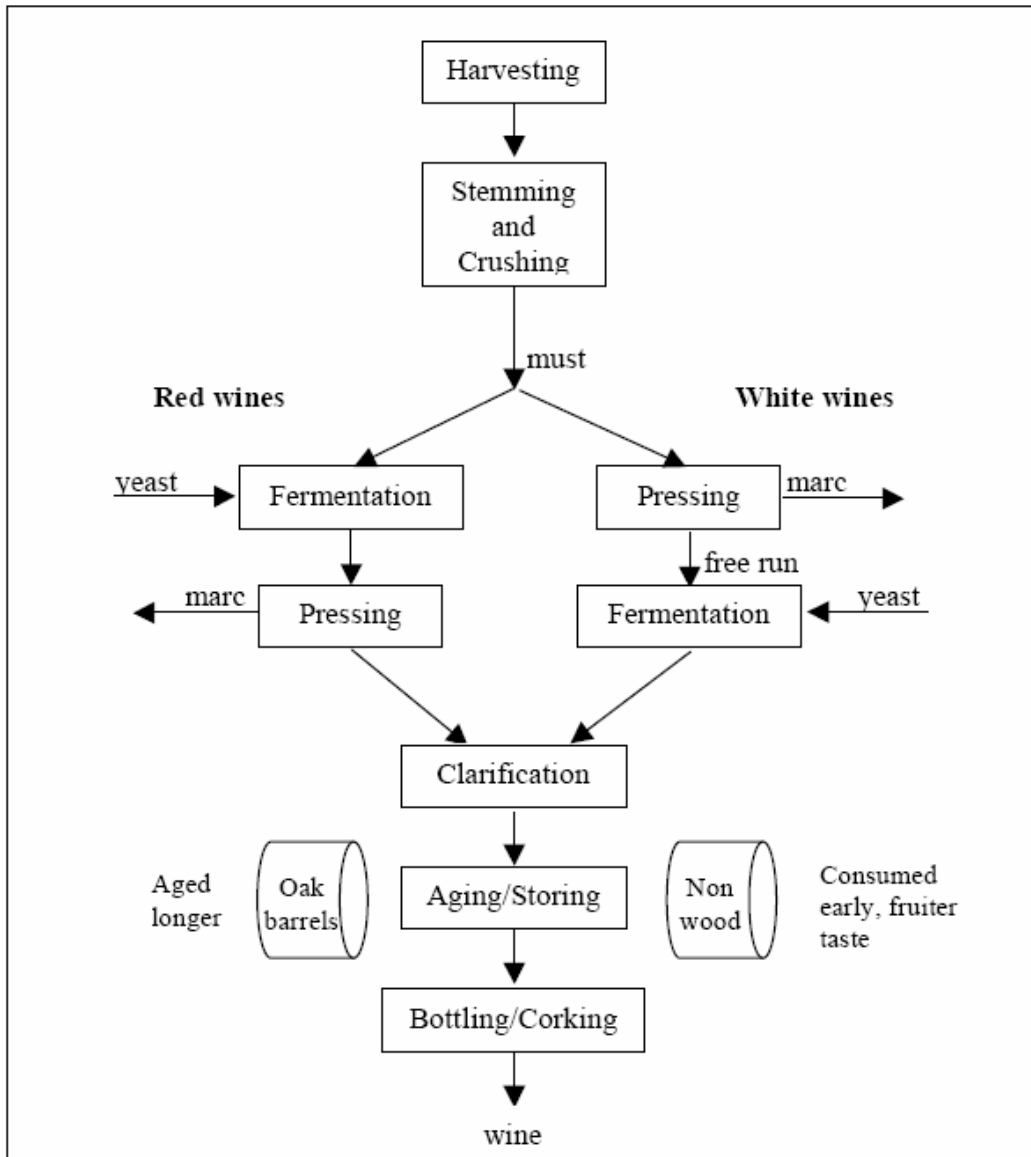 Harvesting
Stemming
and
Crushing
must
Red wines
White wines
yeast
Fermentation
Pressing
marc
free run
marc
Pressing
Fermentation
yeast
Clarification
Aged
longer
Oak
barrels
Aging/Storing
Non
wood
Consumed
early, fruiter
taste
Bottling/Corking
wine